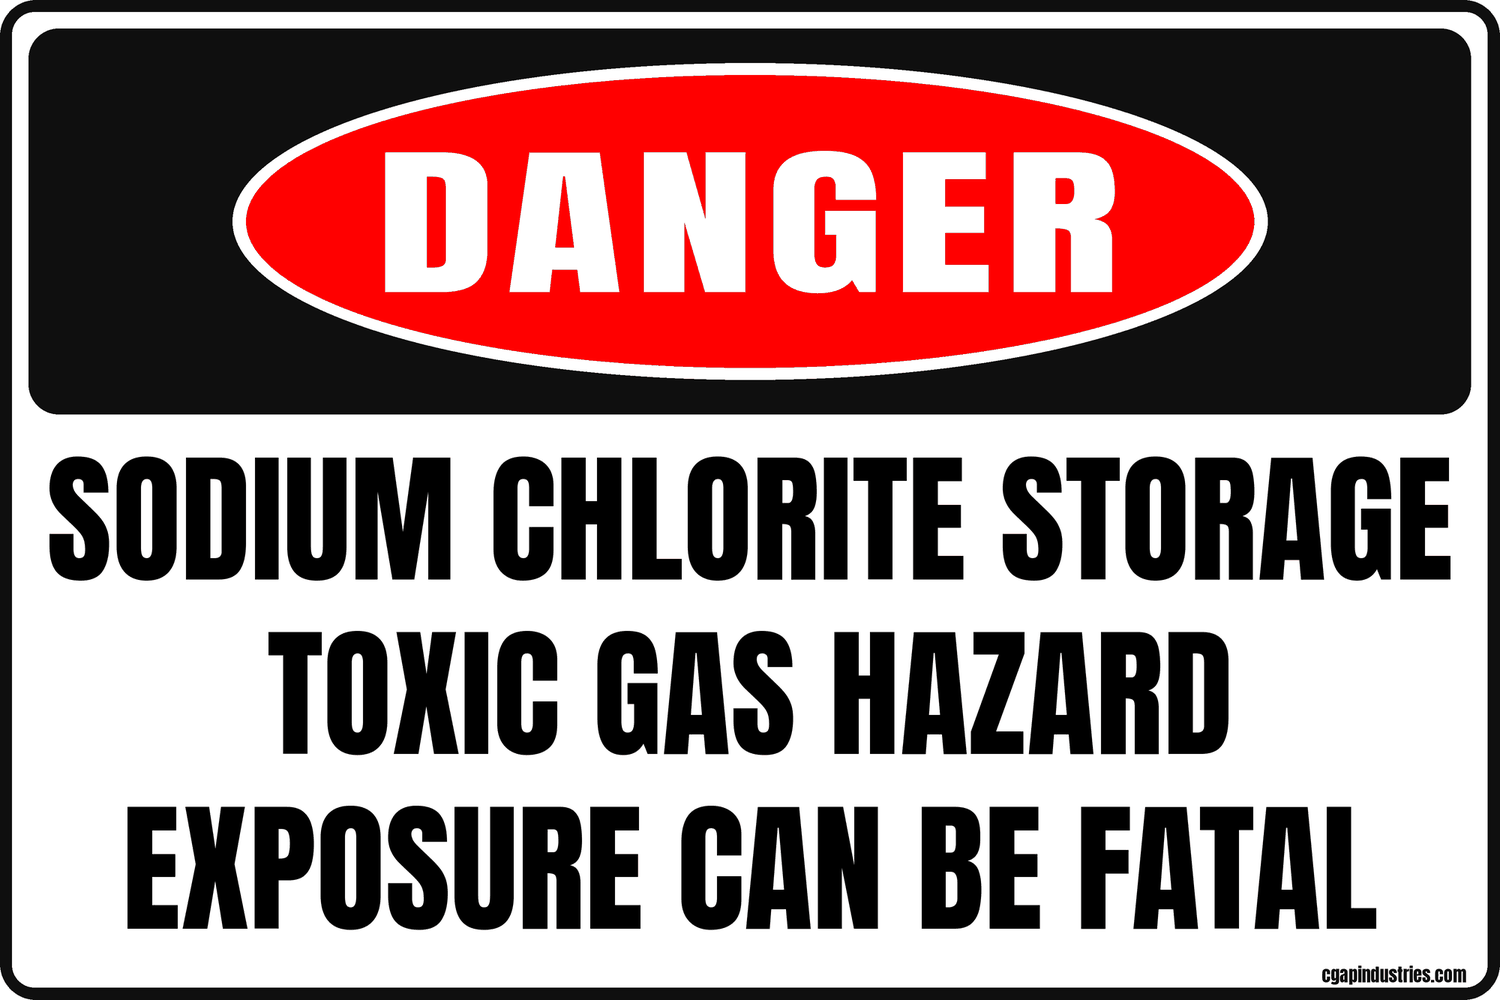 DANGER
SODIUM CHLORITE STORAGE
TOXIC GAS HAZARD
EXPOSURE CAN BE FATAL
cgapindustries.com